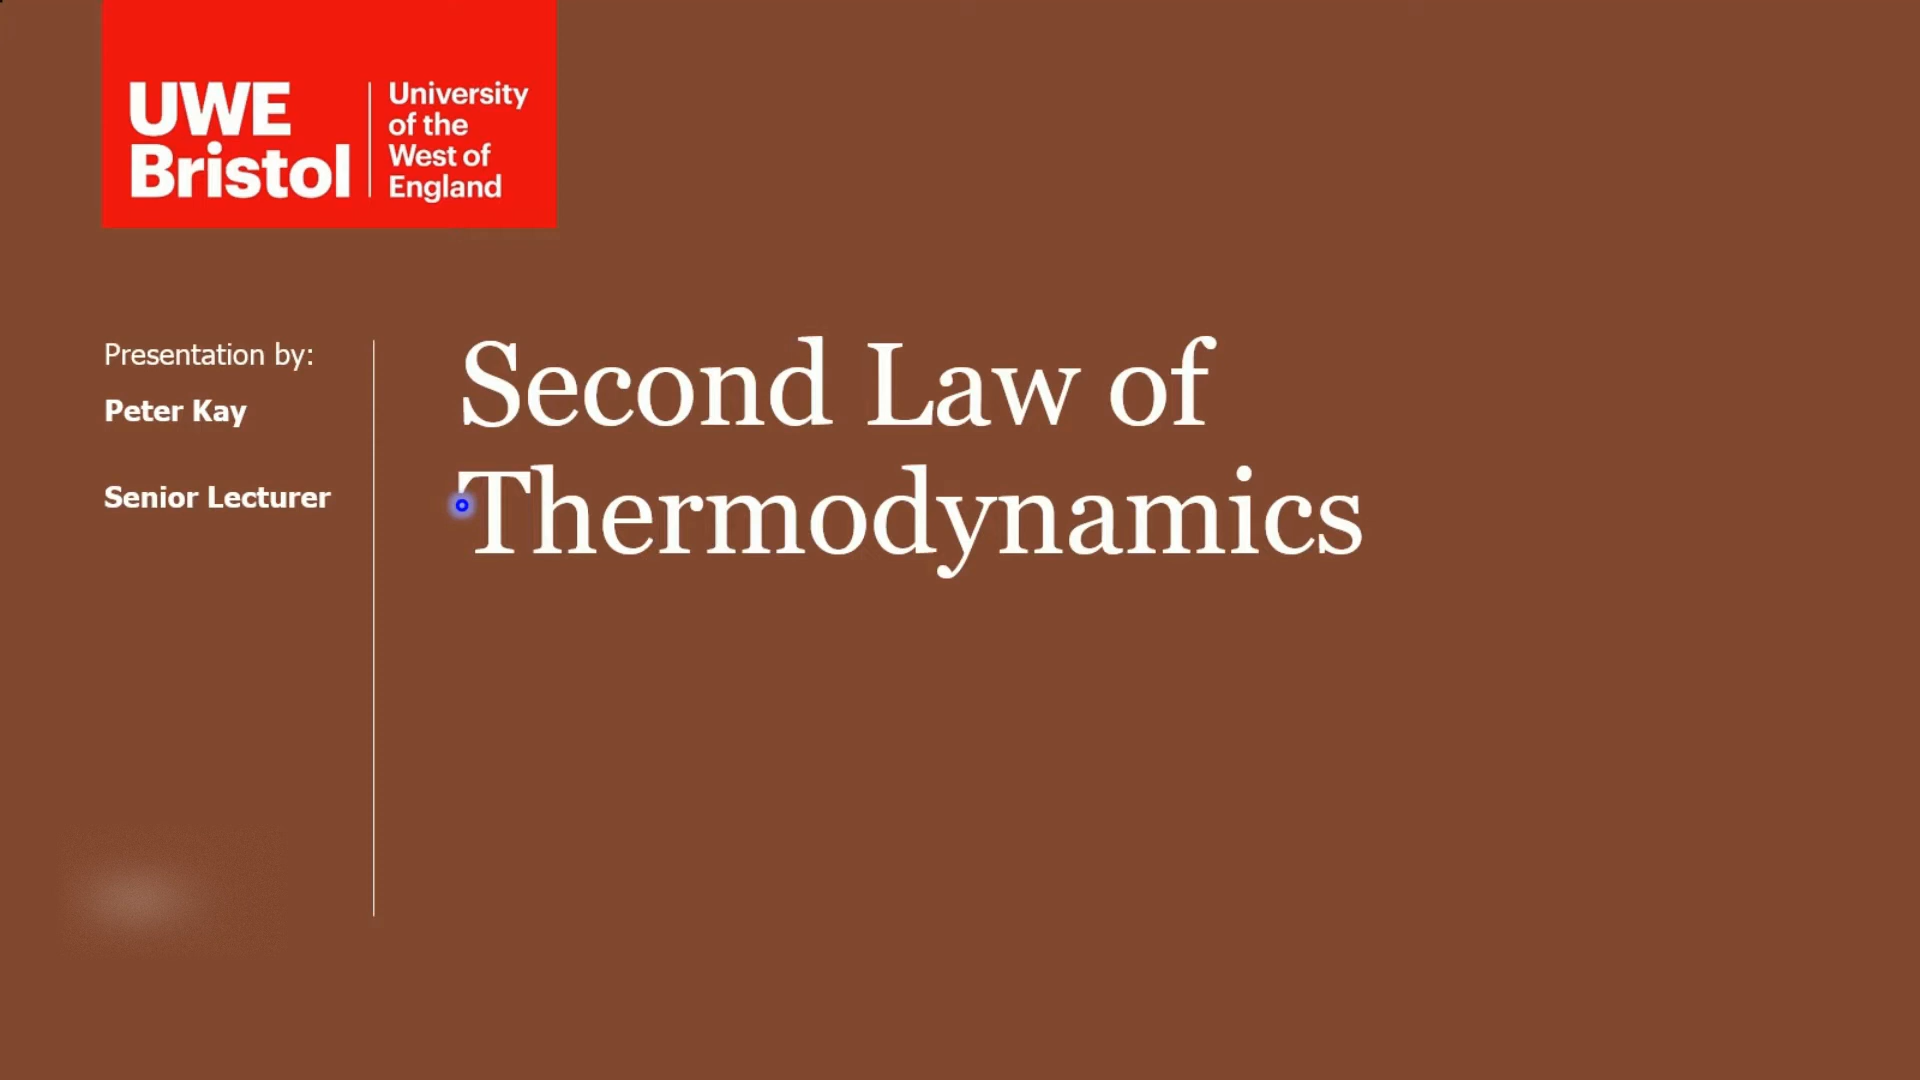 UWE
Bristol
University
of the
West of
England
Presentation by:
Peter Kay
Senior Lecturer
Second Law of
Thermodynamics